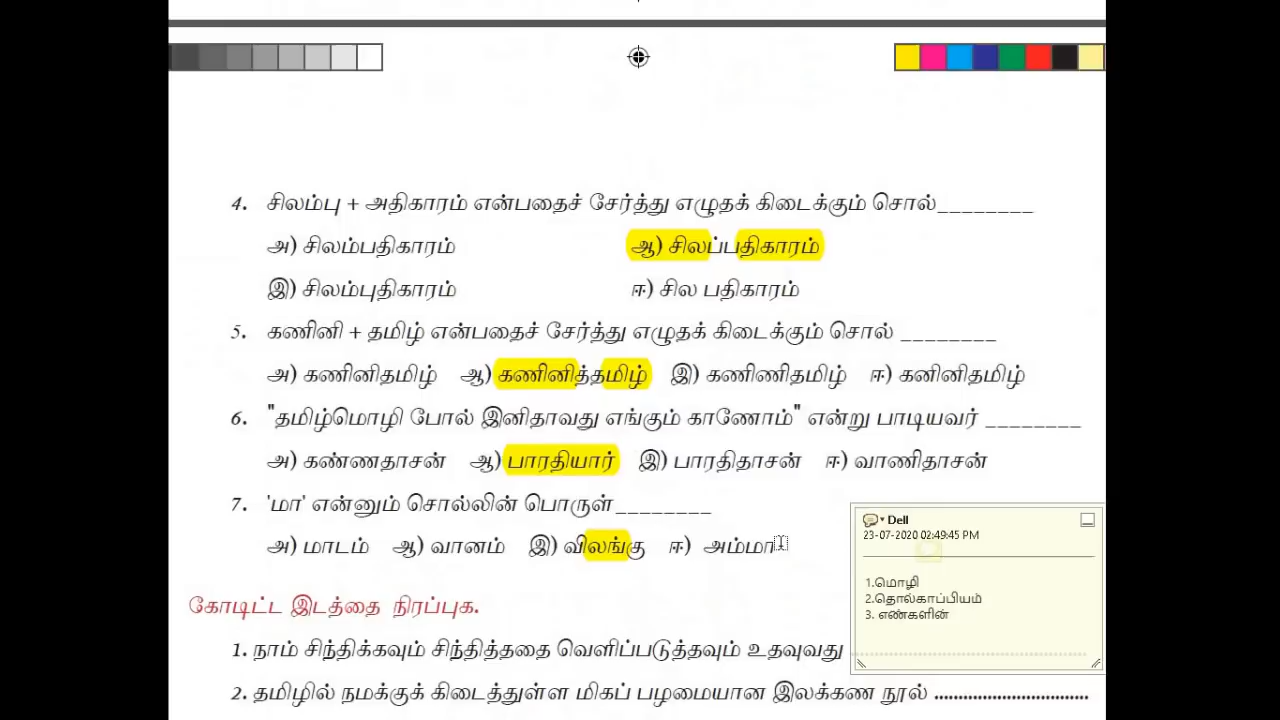 4. சிலம்பு + அதிகாரம் என்பதைச் சேர்த்து எழுதக் கிடைக்கும் சொல்________
அ) சிலம்பதிகாரம் ஆ) சிலப்பதிகாரம்
இ) சிலம்புதிகாரம் ஈ) சில பதிகாரம்
5. கணினி + தமிழ் என்பதைச் சேர்த்து எழுதக் கிடைக்கும் சொல் ________
அ) கணினிதமிழ் ஆ) கணினித்தமிழ் இ) கணிணிதமிழ் ஈ) கனினிதமிழ்
6. "தமிழ்மொழி போல் இனிதாவது எங்கும் காணோம்" என்று பாடியவர் ________
அ) கண்ணதாசன் ஆ) பாரதியார் இ) பாரதிதாசன் ஈ) வாணிதாசன்
7. 'மா' என்னும் சொல்லின் பொருள் ________
அ) மாடம் ஆ) வானம் இ) விலங்கு ஈ) அம்மா
Dell
23-07-2020 02:49:45 PM
1.மொழி
2.தொல்காப்பியம்
3. எண்களின்
கோடிட்ட இடத்தை நிரப்புக.
1. நாம் சிந்திக்கவும் சிந்தித்ததை வெளிப்படுத்தவும் உதவுவது
2. தமிழில் நமக்குக் கிடைத்துள்ள மிகப் பழமையான இலக்கண நூல் ...............................